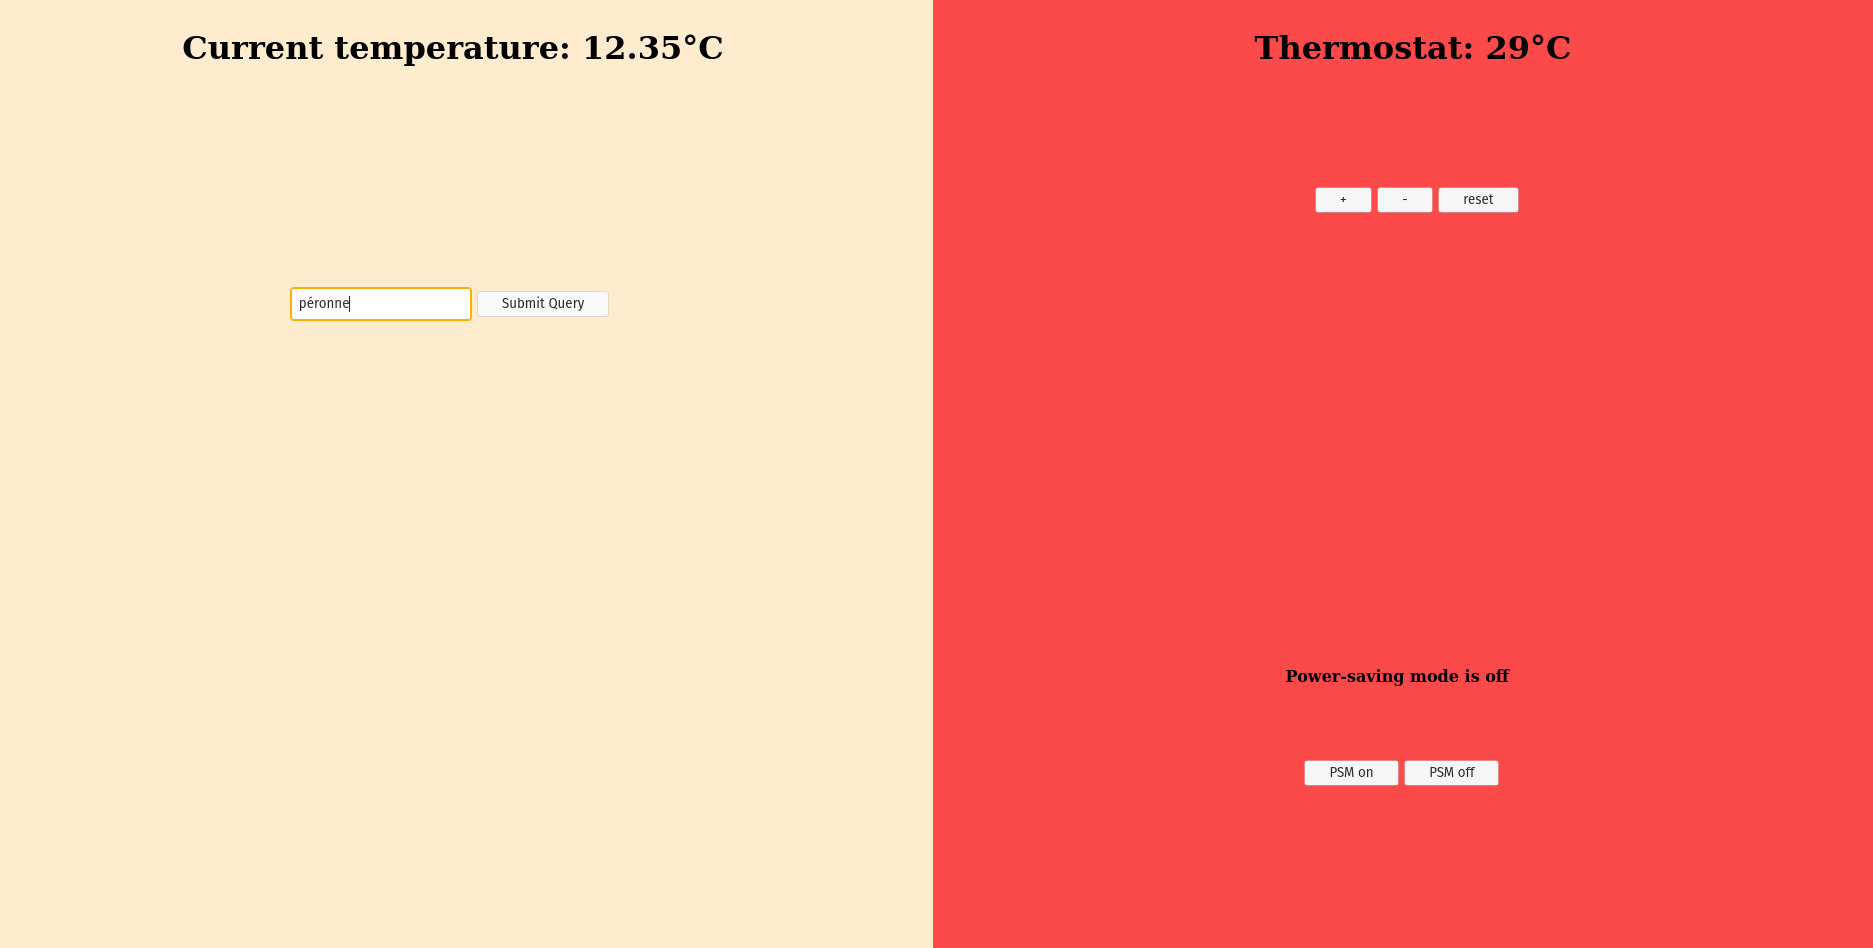 Current temperature: 12.35°C
péronne
Submit Query
Thermostat: 29°C
+ - reset
Power-saving mode is off
PSM on PSM off